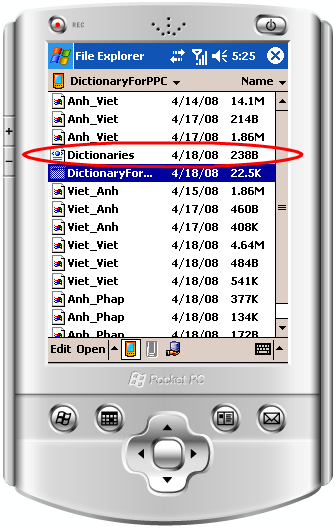 REC
File Explorer 5:25
DictionaryForPPC Name
Anh_Viet 4/14/08 14.1M
Anh_Viet 4/17/08 214B
Anh_Viet 4/17/08 1.86M
Dictionaries 4/18/08 238B
DictionaryFor... 4/18/08 22.5K
Viet_Anh 4/15/08 1.86M
Viet_Anh 4/17/08 460B
Viet_Anh 4/17/08 408K
Viet_Viet 4/18/08 4.64M
Viet_Viet 4/18/08 484B
Viet_Viet 4/18/08 541K
Anh_Phap 4/18/08 377K
Anh_Phap 4/18/08 134K
Anh_Phap 4/18/08 172B
Edit Open
Pocket PC